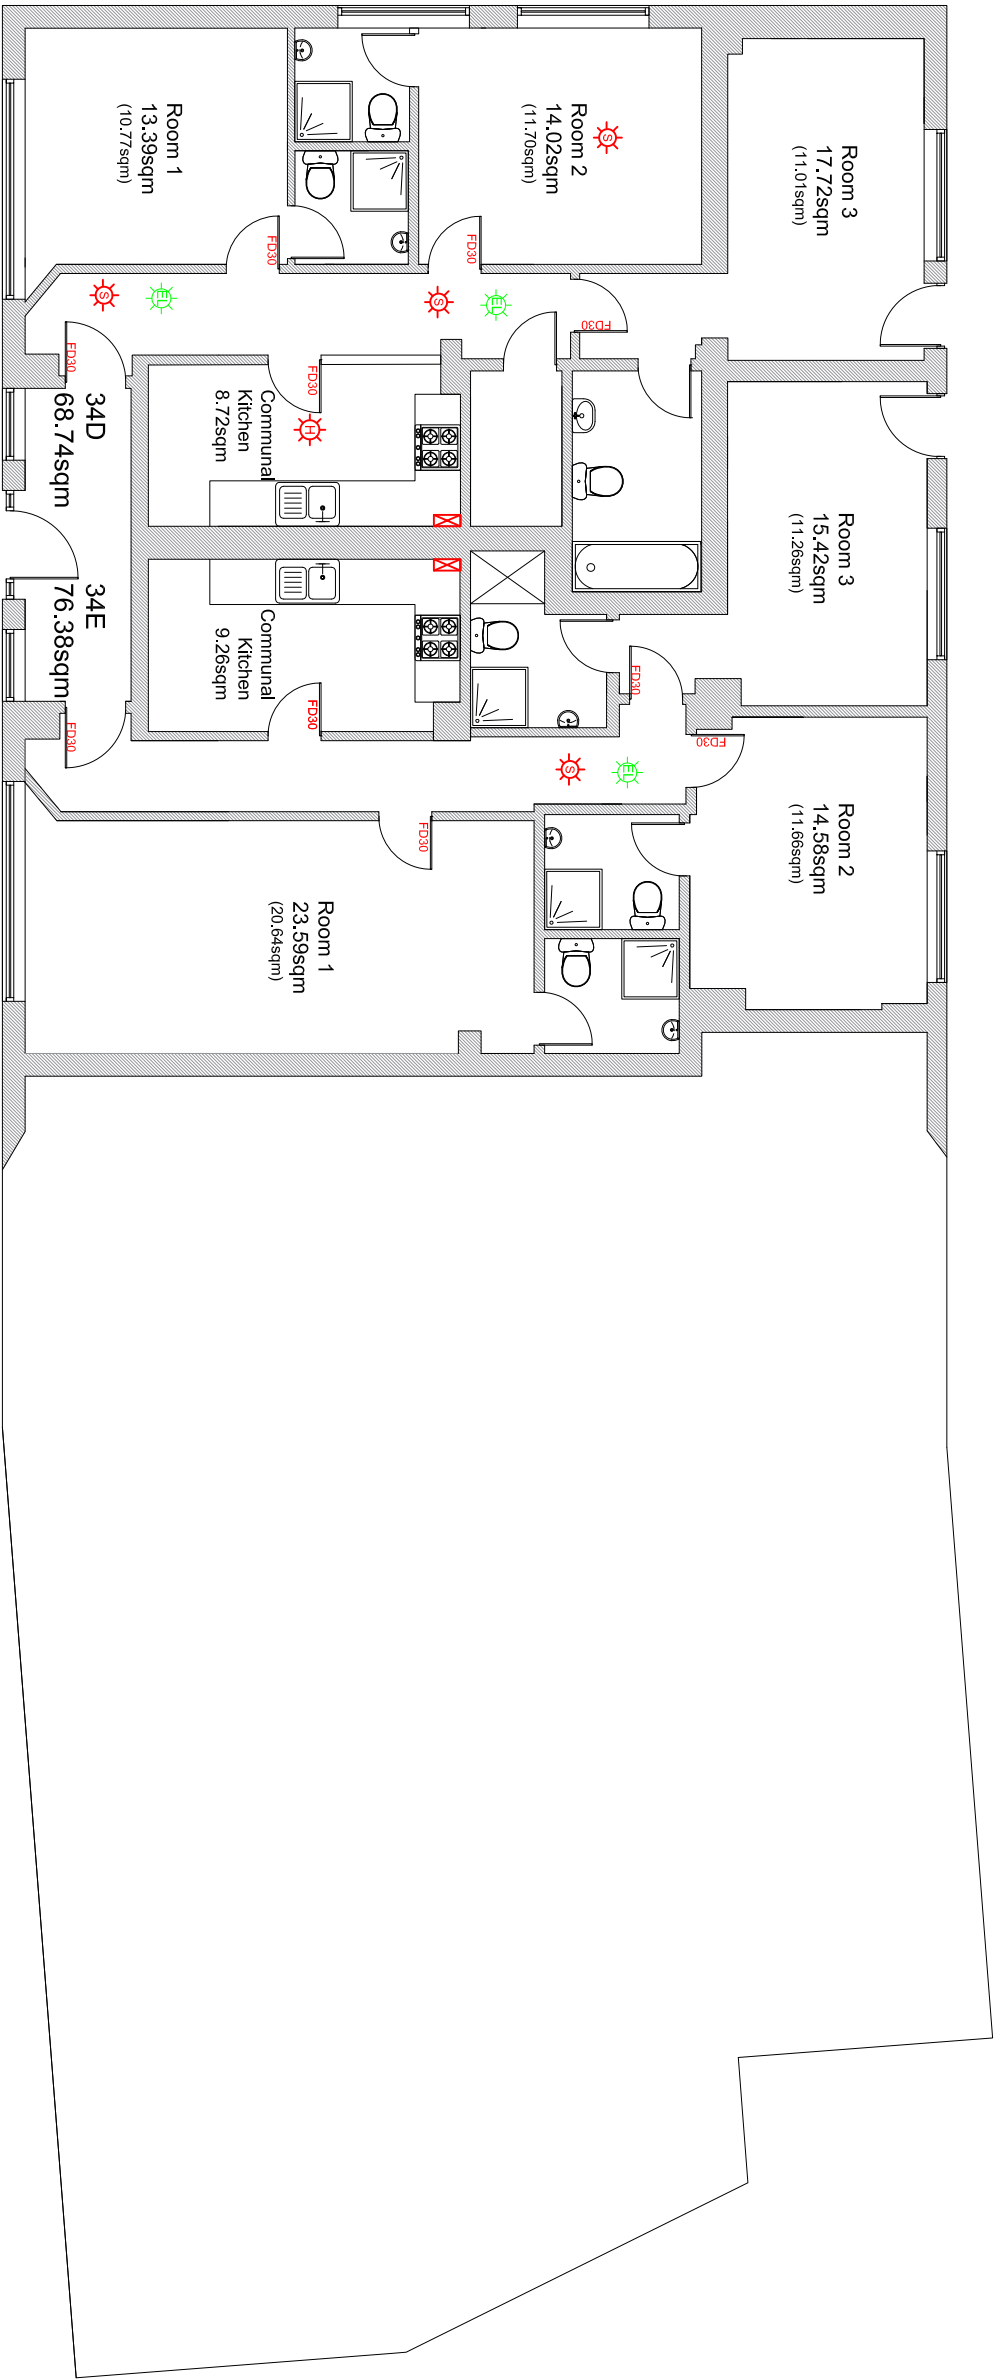 Room 1
13.39sqm
(10.77sqm)
Room 2
14.02sqm
(11.70sqm)
S
Room 3
17.72sqm
(11.01sqm)
FD30
FD30
FD30
S
EL
S
EL
FD30
FD30
Communal
Kitchen
8.72sqm
H
34D
68.74sqm
Room 3
15.42sqm
(11.26sqm)
34E
76.38sqm
Communal
Kitchen
9.26sqm
FD30
FD30
FD30
FD30
S
EL
FD30
Room 2
14.58sqm
(11.66sqm)
Room 1
23.59sqm
(20.64sqm)